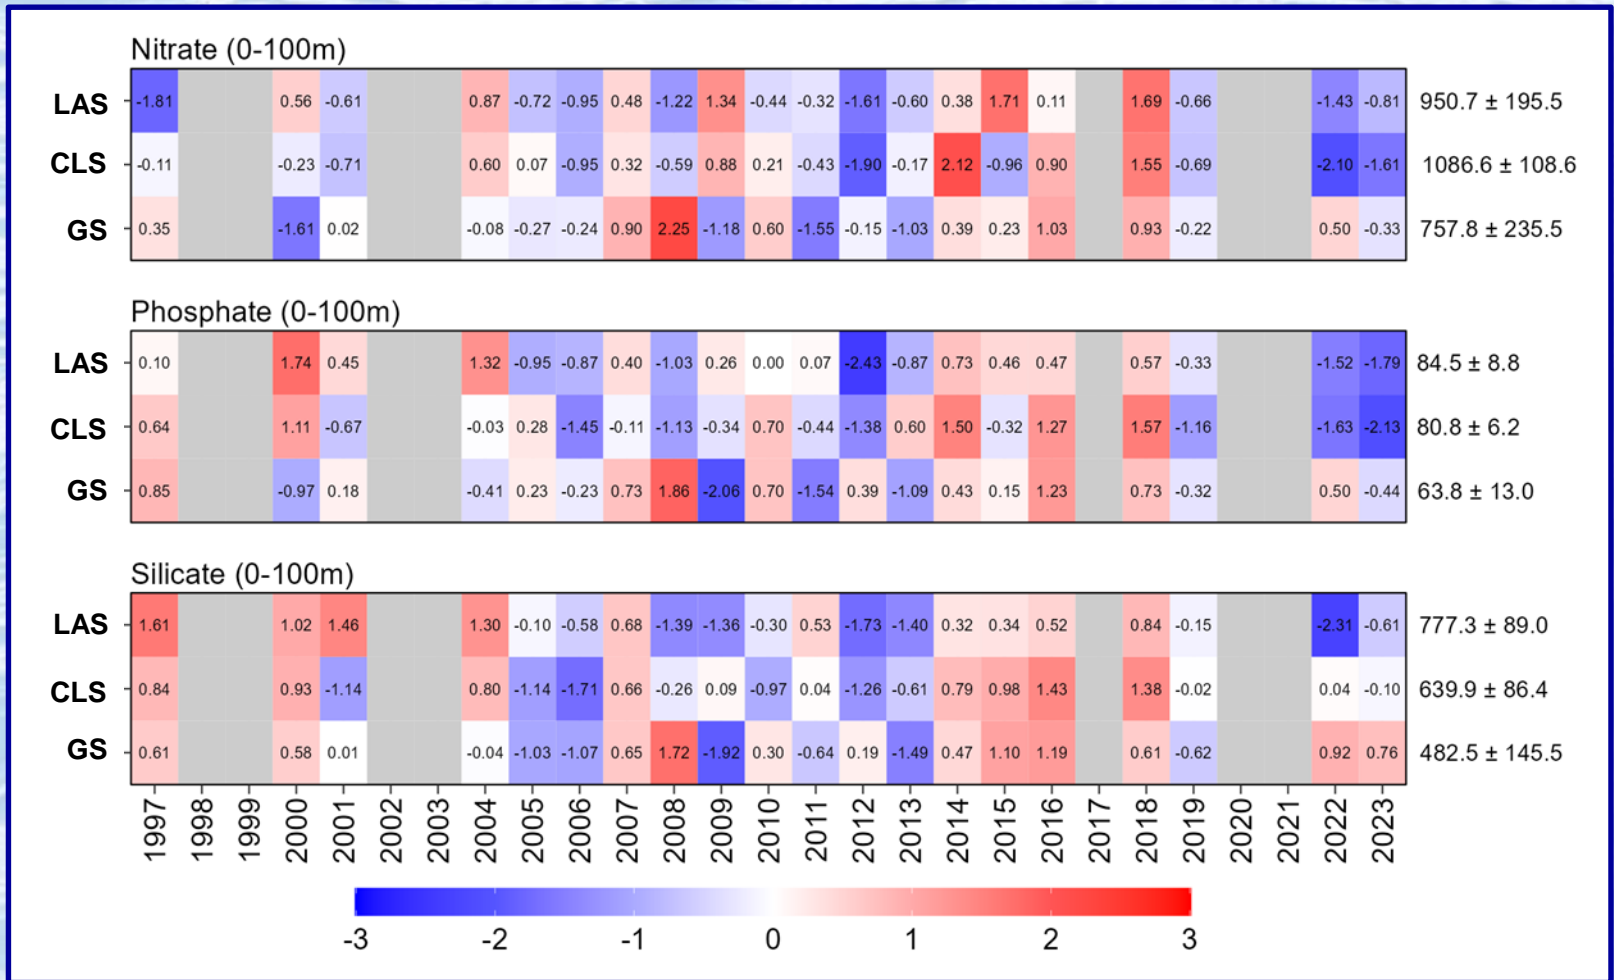 Nitrate (0-100m)
LAS -1.81 0.56 -0.61 0.87 -0.72 -0.95 0.48 -1.22 1.34 -0.44 -0.32 -1.61 -0.60 0.38 1.71 0.11 1.69 -0.66 -1.43 -0.81 950.7 ± 195.5
CLS -0.11 -0.23 -0.71 0.60 0.07 -0.95 0.32 -0.59 0.88 0.21 -0.43 -1.90 -0.17 2.12 -0.96 0.90 1.55 -0.69 -2.10 -1.61 1086.6 ± 108.6
GS 0.35 -1.61 0.02 -0.08 -0.27 -0.24 0.90 2.25 -1.18 0.60 -1.55 -0.15 -1.03 0.39 0.23 1.03 0.93 -0.22 0.50 -0.33 757.8 ± 235.5
Phosphate (0-100m)
LAS 0.10 1.74 0.45 1.32 -0.95 -0.87 0.40 -1.03 0.26 0.00 0.07 -2.43 -0.87 0.73 0.46 0.47 0.57 -0.33 -1.52 -1.79 84.5 ± 8.8
CLS 0.64 1.11 -0.67 -0.03 0.28 -1.45 -0.11 -1.13 -0.34 0.70 -0.44 -1.38 0.60 1.50 -0.32 1.27 1.57 -1.16 -1.63 -2.13 80.8 ± 6.2
GS 0.85 -0.97 0.18 -0.41 0.23 -0.23 0.73 1.86 -2.06 0.70 -1.54 0.39 -1.09 0.43 0.15 1.23 0.73 -0.32 0.50 -0.44 63.8 ± 13.0
Silicate (0-100m)
LAS 1.61 1.02 1.46 1.30 -0.10 -0.58 0.68 -1.39 -1.36 -0.30 0.53 -1.73 -1.40 0.32 0.34 0.52 0.84 -0.15 -2.31 -0.61 777.3 ± 89.0
CLS 0.84 0.93 -1.14 0.80 -1.14 -1.71 0.66 -0.26 0.09 -0.97 0.04 -1.26 -0.61 0.79 0.98 1.43 1.38 -0.02 0.04 -0.10 639.9 ± 86.4
GS 0.61 0.58 0.01 -0.04 -1.03 -1.07 0.65 1.72 -1.92 0.30 -0.64 0.19 -1.49 0.47 1.10 1.19 0.61 -0.62 0.92 0.76 482.5 ± 145.5
1997 1998 1999 2000 2001 2002 2003 2004 2005 2006 2007 2008 2009 2010 2011 2012 2013 2014 2015 2016 2017 2018 2019 2020 2021 2022 2023
-3 -2 -1 0 1 2 3